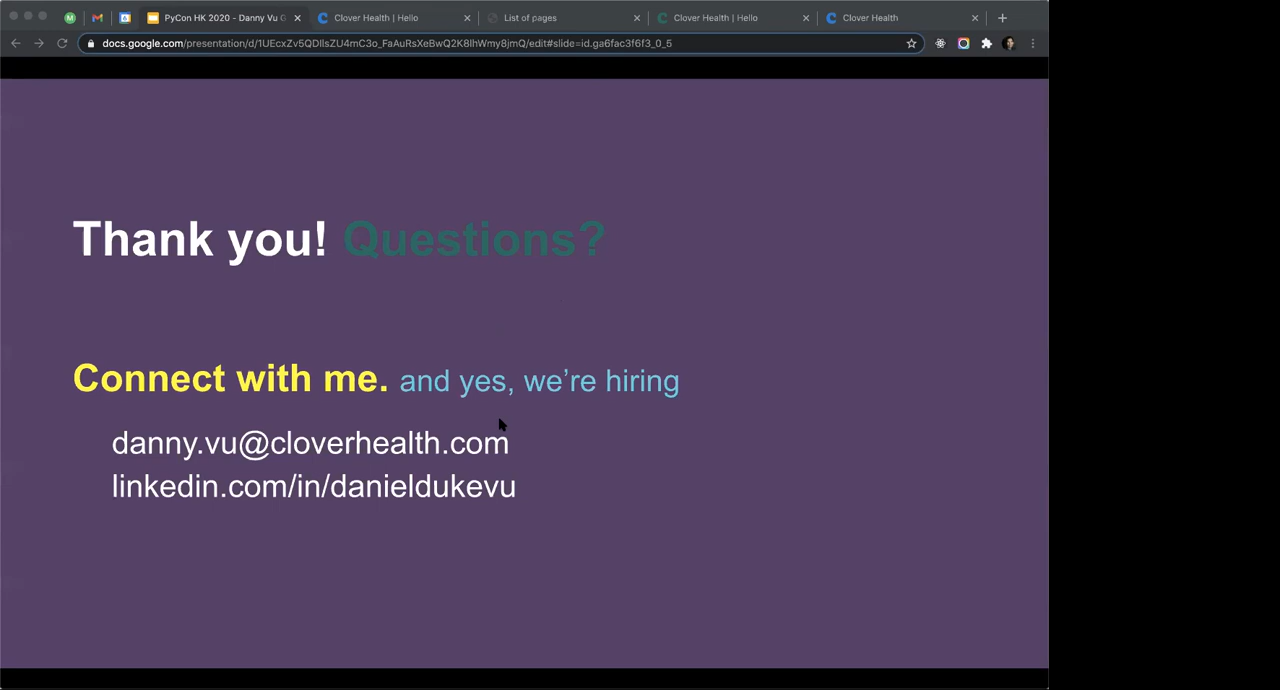 PyCon HK 2020 - Danny Vu G
Clover Health | Hello
List of pages
Clover Health | Hello
Clover Health
docs.google.com/presentation/d/1UEcxZv5QDIlsZU4mC3o_FaAuRsXeBwQ2K8lhWmy8jmQ/edit#slide=id.ga6fac3f6f3_0_5
Thank you! Questions?
Connect with me. and yes, we’re hiring
danny.vu@cloverhealth.com
linkedin.com/in/danieldukevu